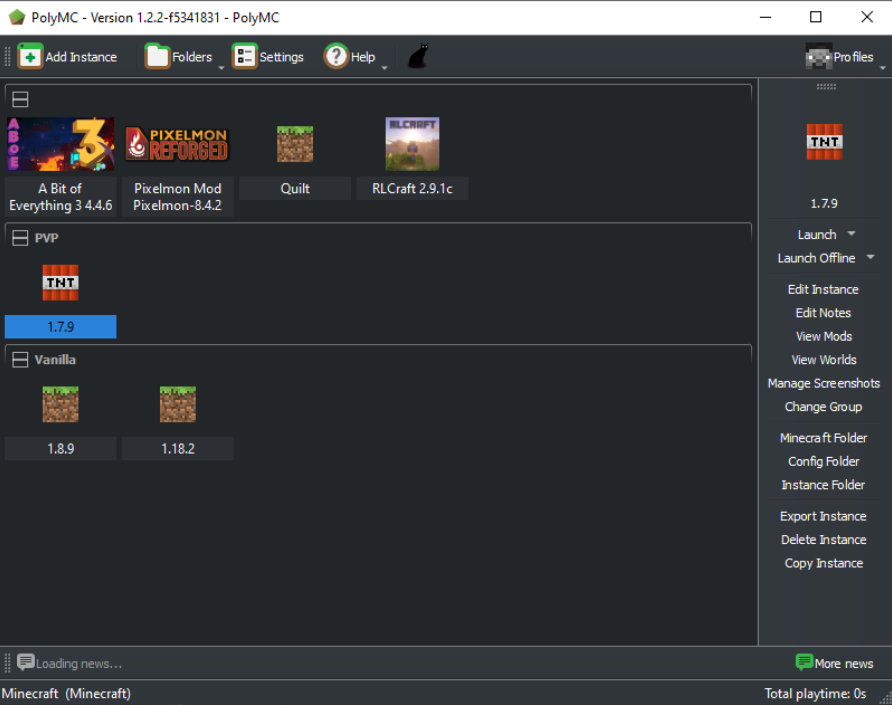 PolyMC - Version 1.2.2-f5341831 - PolyMC
Add Instance
Folders
Settings
Help
Profiles
ABOE
3
PIXELMON
REFORGED
RLCRAFT
A Bit of
Everything 3 4.4.6
Pixelmon Mod
Pixelmon-8.4.2
Quilt
RLCraft 2.9.1c
PVP
TNT
1.7.9
Vanilla
1.8.9
1.18.2
TNT
1.7.9
Launch
Launch Offline
Edit Instance
Edit Notes
View Mods
View Worlds
Manage Screenshots
Change Group
Minecraft Folder
Config Folder
Instance Folder
Export Instance
Delete Instance
Copy Instance
Loading news...
More news
Minecraft (Minecraft)
Total playtime: 0s